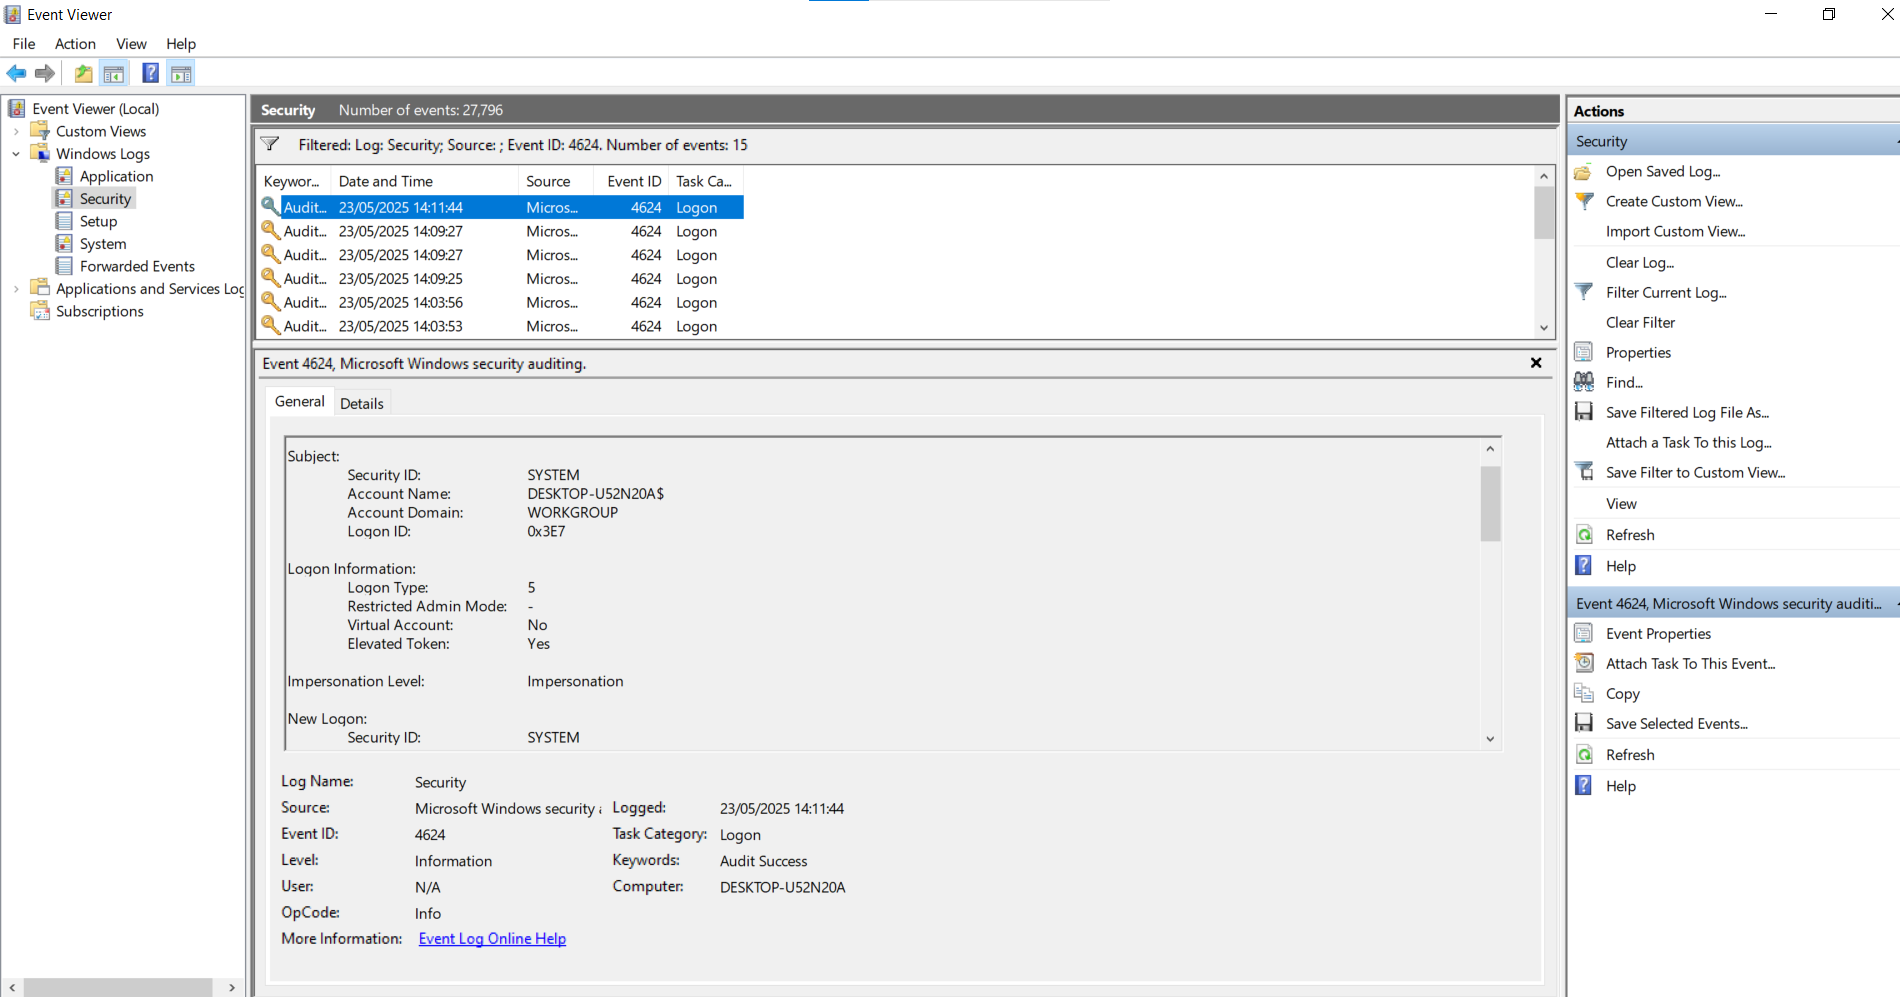 Event Viewer
File Action View Help
Event Viewer (Local)
Custom Views
Windows Logs
Application
Security
Setup
System
Forwarded Events
Applications and Services Log
Subscriptions
Security Number of events: 27,796
Filtered: Log: Security; Source: ; Event ID: 4624. Number of events: 15
Keywor... Date and Time Source Event ID Task Ca...
Audit... 23/05/2025 14:11:44 Micros... 4624 Logon
Audit... 23/05/2025 14:09:27 Micros... 4624 Logon
Audit... 23/05/2025 14:09:27 Micros... 4624 Logon
Audit... 23/05/2025 14:09:25 Micros... 4624 Logon
Audit... 23/05/2025 14:03:56 Micros... 4624 Logon
Audit... 23/05/2025 14:03:53 Micros... 4624 Logon
Event 4624, Microsoft Windows security auditing.
General Details
Subject:
Security ID: SYSTEM
Account Name: DESKTOP-U52N20A$
Account Domain: WORKGROUP
Logon ID: 0x3E7
Logon Information:
Logon Type: 5
Restricted Admin Mode: -
Virtual Account: No
Elevated Token: Yes
Impersonation Level: Impersonation
New Logon:
Security ID: SYSTEM
Log Name: Security
Source: Microsoft Windows security Logged: 23/05/2025 14:11:44
Event ID: 4624 Task Category: Logon
Level: Information Keywords: Audit Success
User: N/A Computer: DESKTOP-U52N20A
OpCode: Info
More Information: Event Log Online Help
Actions
Security
Open Saved Log...
Create Custom View...
Import Custom View...
Clear Log...
Filter Current Log...
Clear Filter
Properties
Find...
Save Filtered Log File As...
Attach a Task To this Log...
Save Filter to Custom View...
View
Refresh
Help
Event 4624, Microsoft Windows security auditi...
Event Properties
Attach Task To This Event...
Copy
Save Selected Events...
Refresh
Help